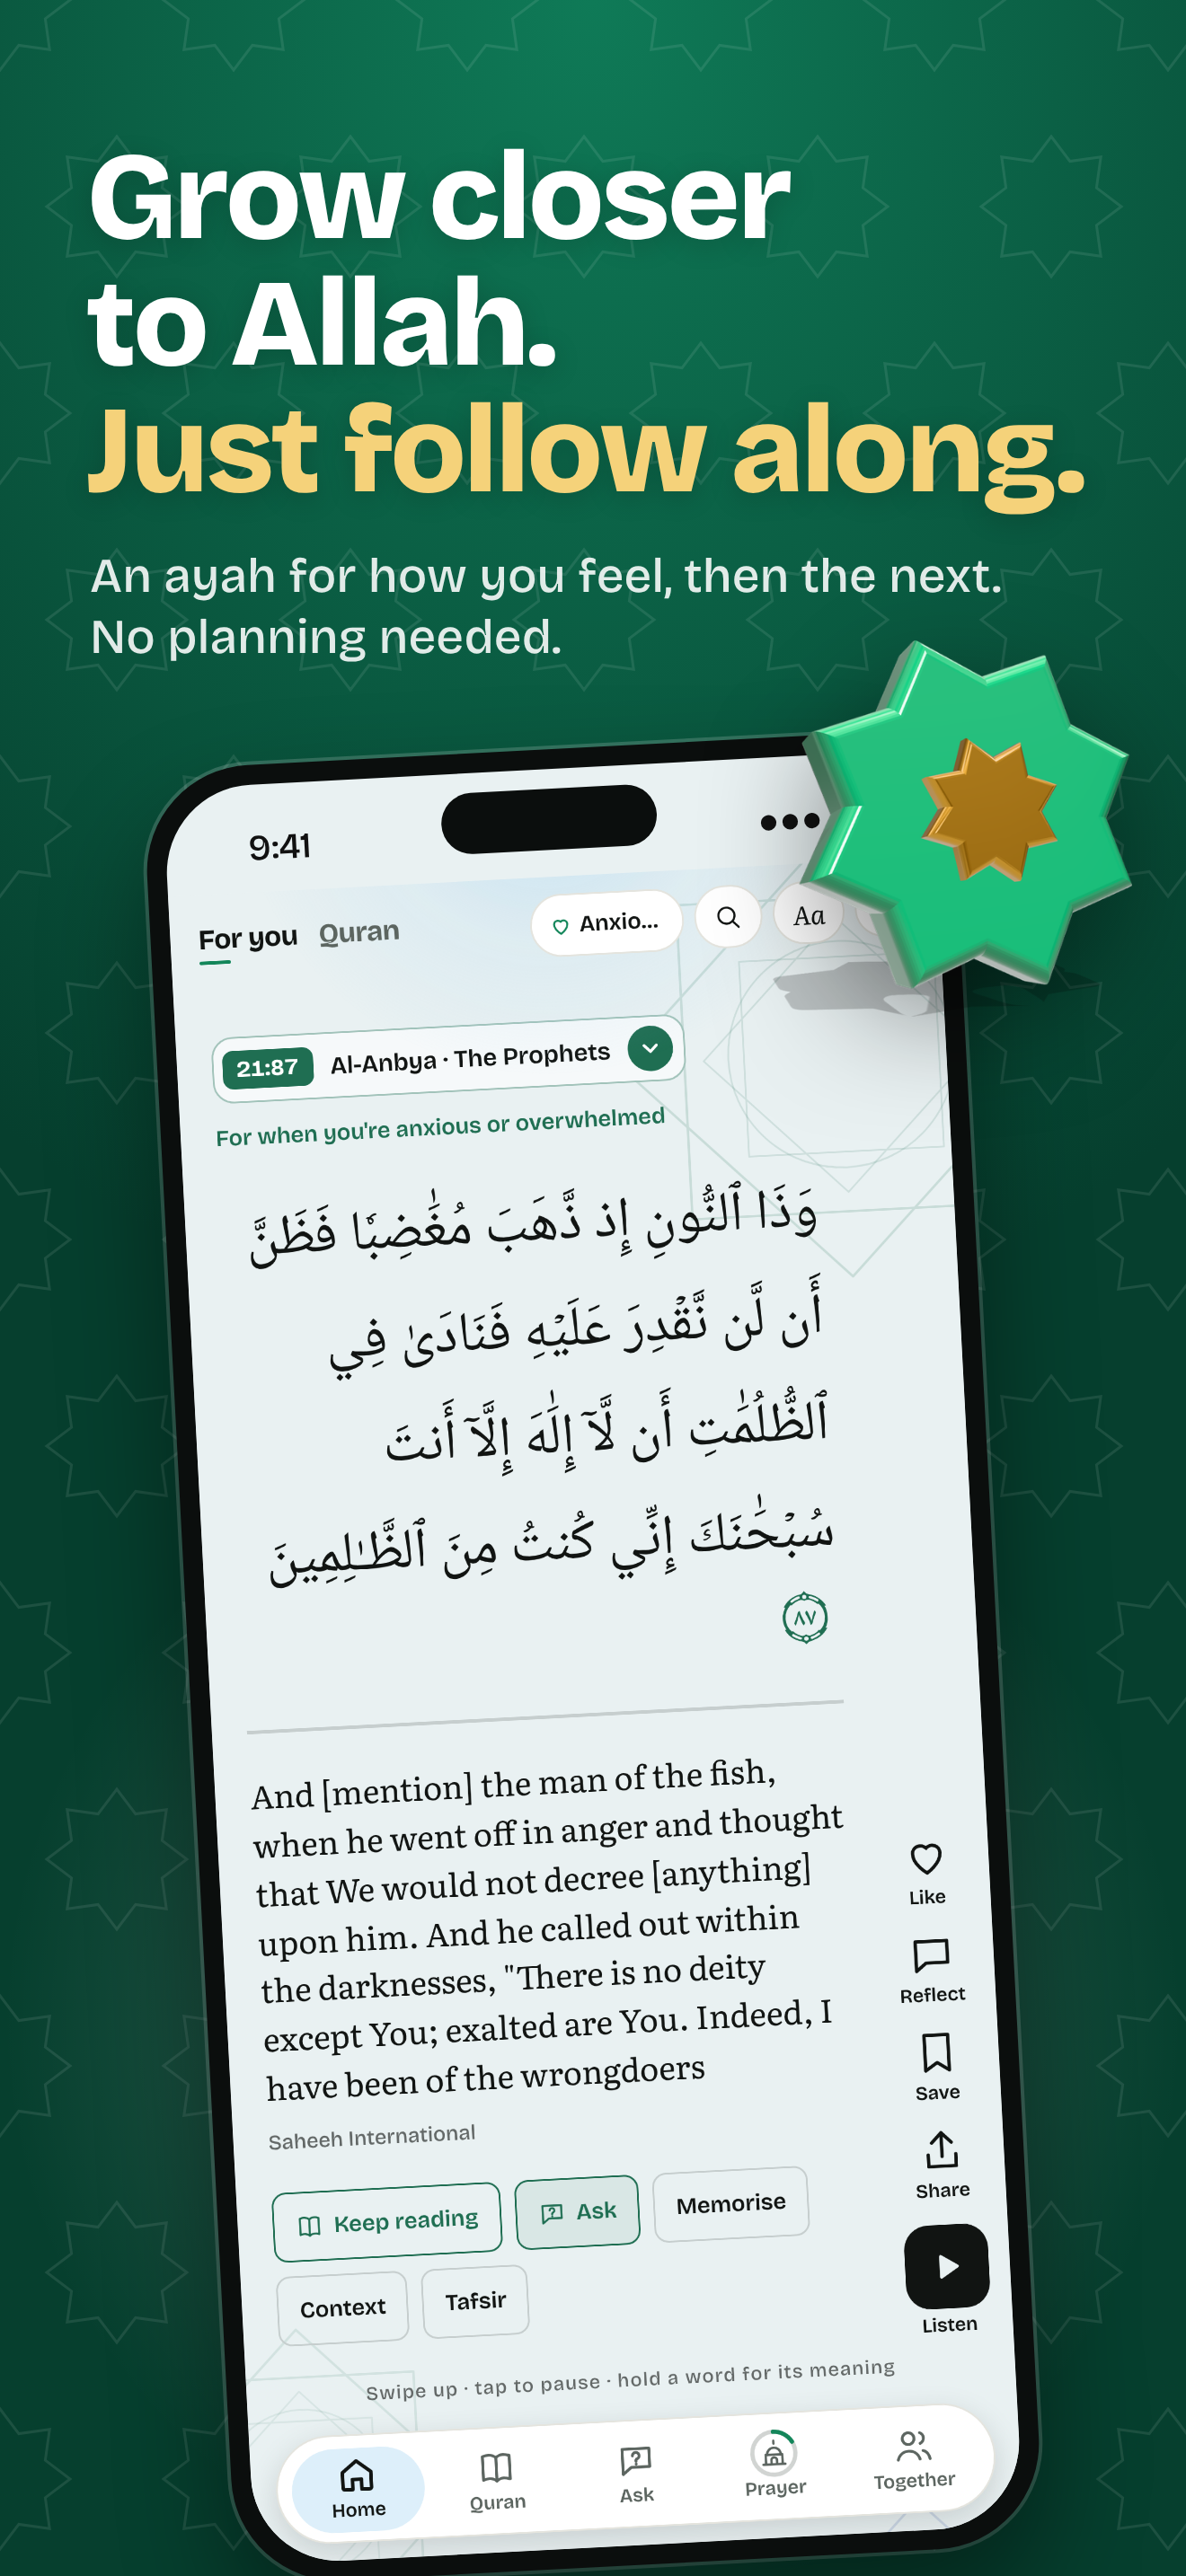 Grow closer
to Allah.
Just follow along.
An ayah for how you feel, then the next.
No planning needed.
9:41
For you Quran Anxio... Aa
21:87 Al-Anbya · The Prophets
For when you're anxious or overwhelmed
وَذَا ٱلنُّونِ إِذ ذَّهَبَ مُغَٰضِبٗا فَظَنَّ
أَن لَّن نَّقۡدِرَ عَلَيۡهِ فَنَادَىٰ فِي
ٱلظُّلُمَٰتِ أَن لَّآ إِلَٰهَ إِلَّآ أَنتَ
سُبۡحَٰنَكَ إِنِّي كُنتُ مِنَ ٱلظَّٰلِمِينَ
٨٧
And [mention] the man of the fish,
when he went off in anger and thought
that We would not decree [anything]
upon him. And he called out within
the darknesses, "There is no deity
except You; exalted are You. Indeed, I
have been of the wrongdoers
Saheeh International
Like
Reflect
Save
Share
Listen
Keep reading Ask Memorise
Context Tafsir
Swipe up · tap to pause · hold a word for its meaning
Home Quran Ask Prayer Together